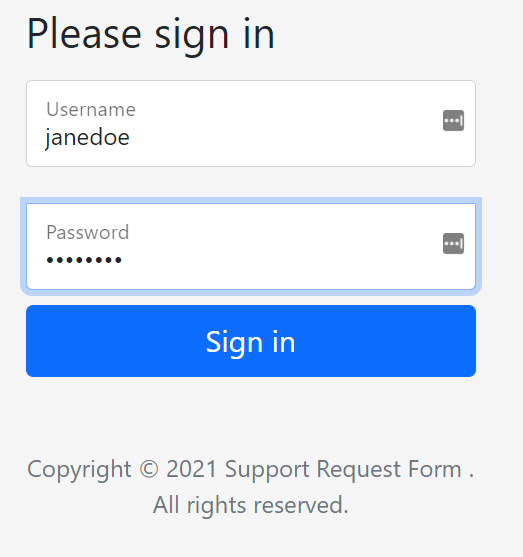 Please sign in
Username
janedoe
Password
••••••••
Sign in
Copyright © 2021 Support Request Form .
All rights reserved.